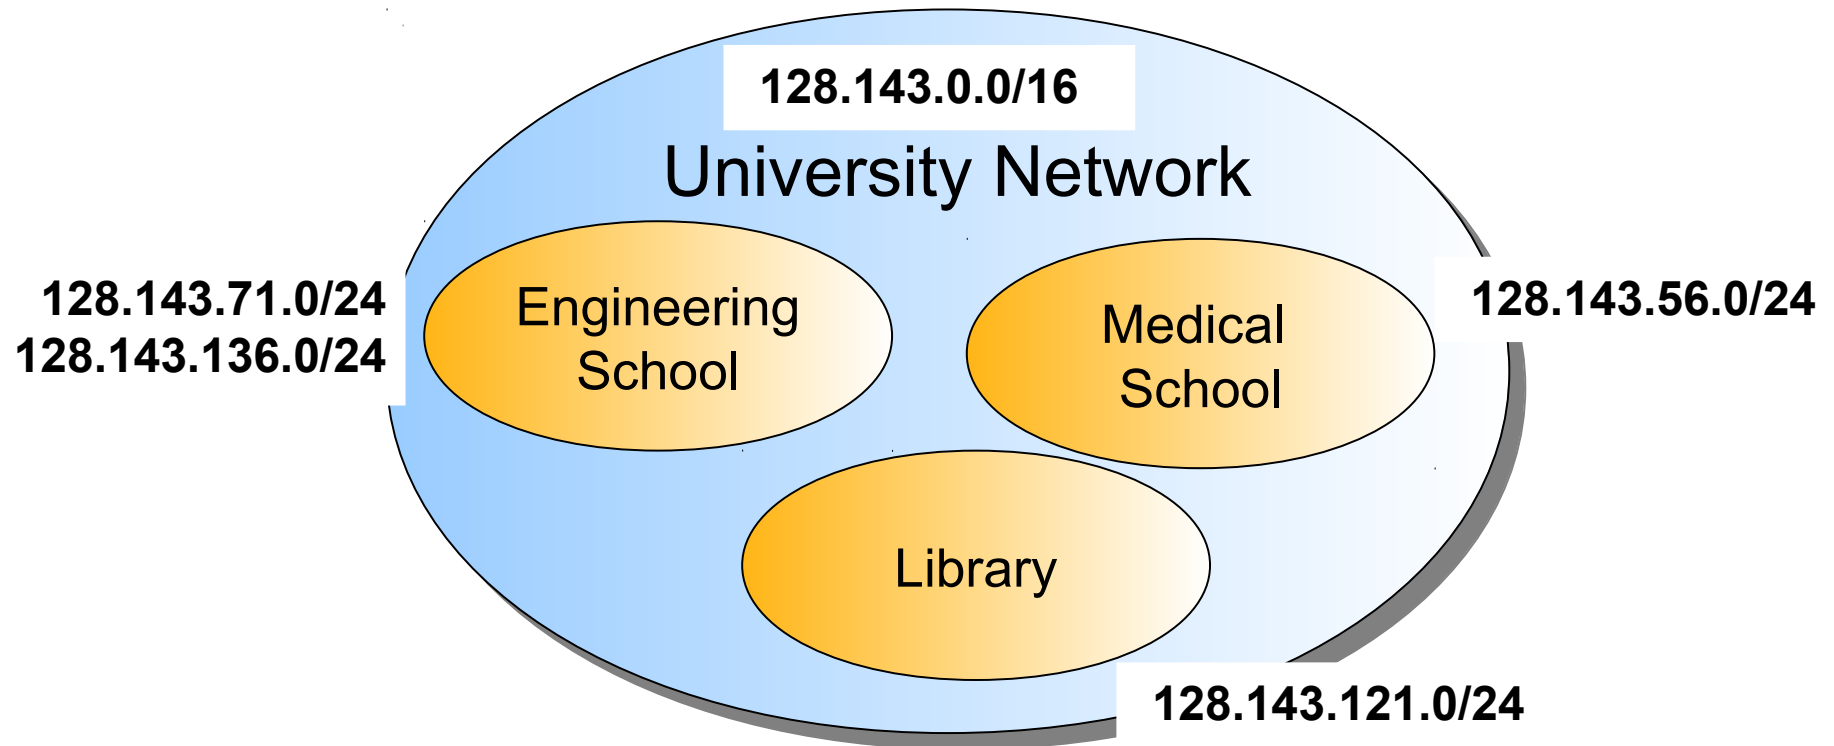 128.143.0.0/16
University Network
128.143.71.0/24
128.143.136.0/24
Engineering
School
Medical
School
128.143.56.0/24
Library
128.143.121.0/24